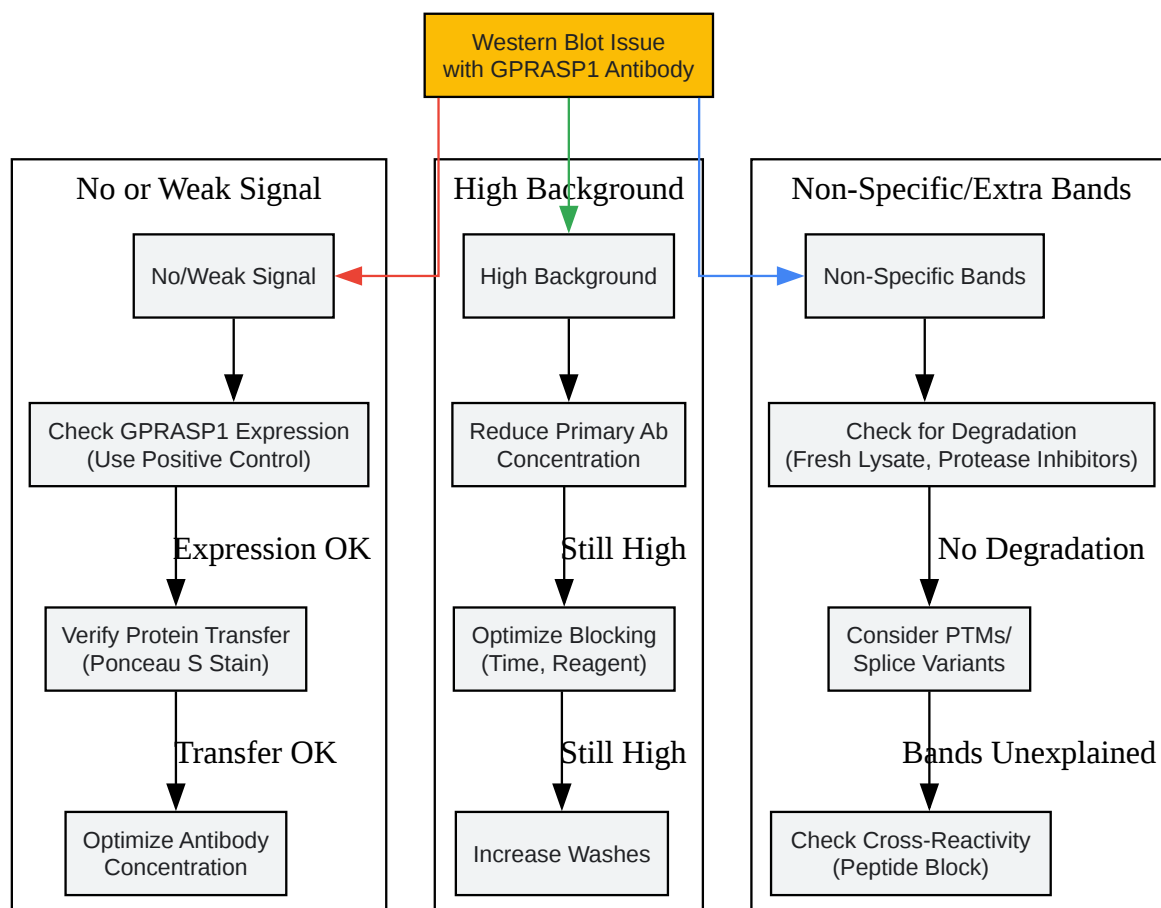 Western Blot Issue
with GPRASP1 Antibody
No or Weak Signal
No/Weak Signal
Check GPRASP1 Expression
(Use Positive Control)
Expression OK
Verify Protein Transfer
(Ponceau S Stain)
Transfer OK
Optimize Antibody
Concentration
High Background
High Background
Reduce Primary Ab
Concentration
Still High
Optimize Blocking
(Time, Reagent)
Still High
Increase Washes
Non-Specific/Extra Bands
Non-Specific Bands
Check for Degradation
(Fresh Lysate, Protease Inhibitors)
No Degradation
Consider PTMs/
Splice Variants
Bands Unexplained
Check Cross-Reactivity
(Peptide Block)